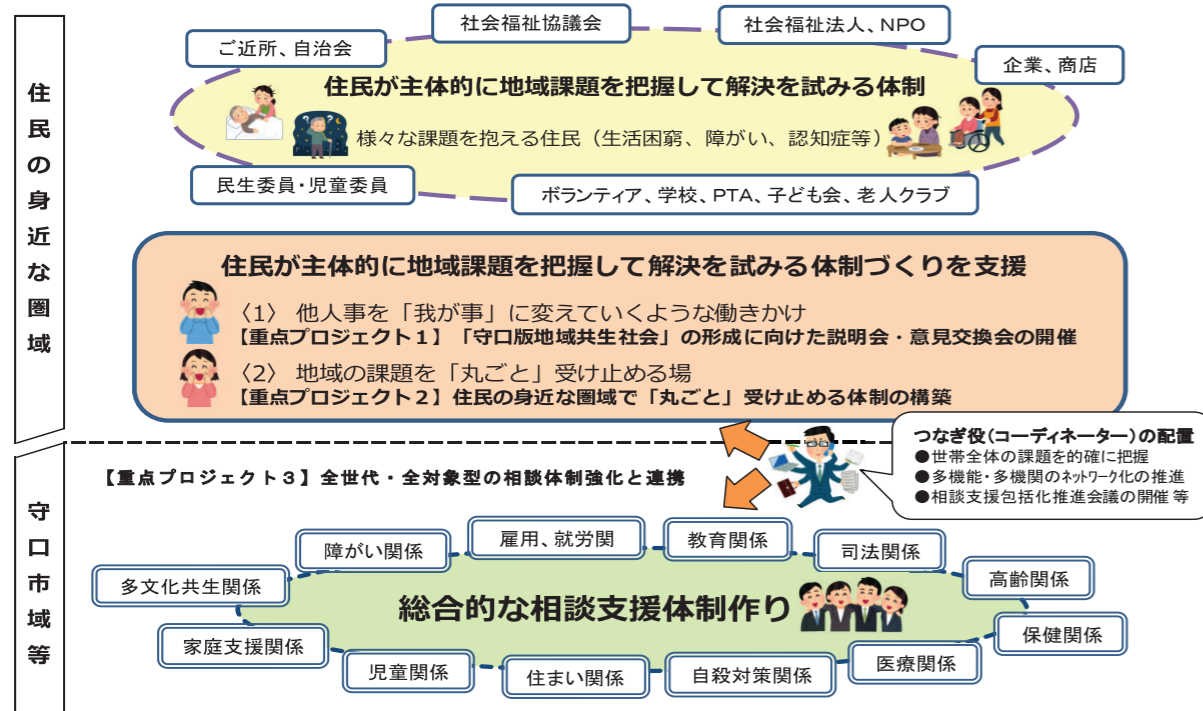 住民の身近な圏域
社会福祉協議会
社会福祉法人、NPO
ご近所、自治会
企業、商店
住民が主体的に地域課題を把握して解決を試みる体制
様々な課題を抱える住民（生活困窮、障がい、認知症等）
民生委員・児童委員
ボランティア、学校、PTA、子ども会、老人クラブ
住民が主体的に地域課題を把握して解決を試みる体制づくりを支援
〈1〉 他人事を「我が事」に変えていくような働きかけ
【重点プロジェクト１】「守口版地域共生社会」の形成に向けた説明会・意見交換会の開催
〈2〉 地域の課題を「丸ごと」受け止める場
【重点プロジェクト２】住民の身近な圏域で「丸ごと」受け止める体制の構築
つなぎ役（コーディネーター）の配置
●世帯全体の課題を的確に把握
●多機能・多機関のネットワーク化の推進
●相談支援包括化推進会議の開催 等
守口市域等
【重点プロジェクト３】全世代・全対象型の相談体制強化と連携
障がい関係
雇用、就労関
教育関係
司法関係
多文化共生関係
高齢関係
総合的な相談支援体制作り
家庭支援関係
保健関係
児童関係
住まい関係
自殺対策関係
医療関係